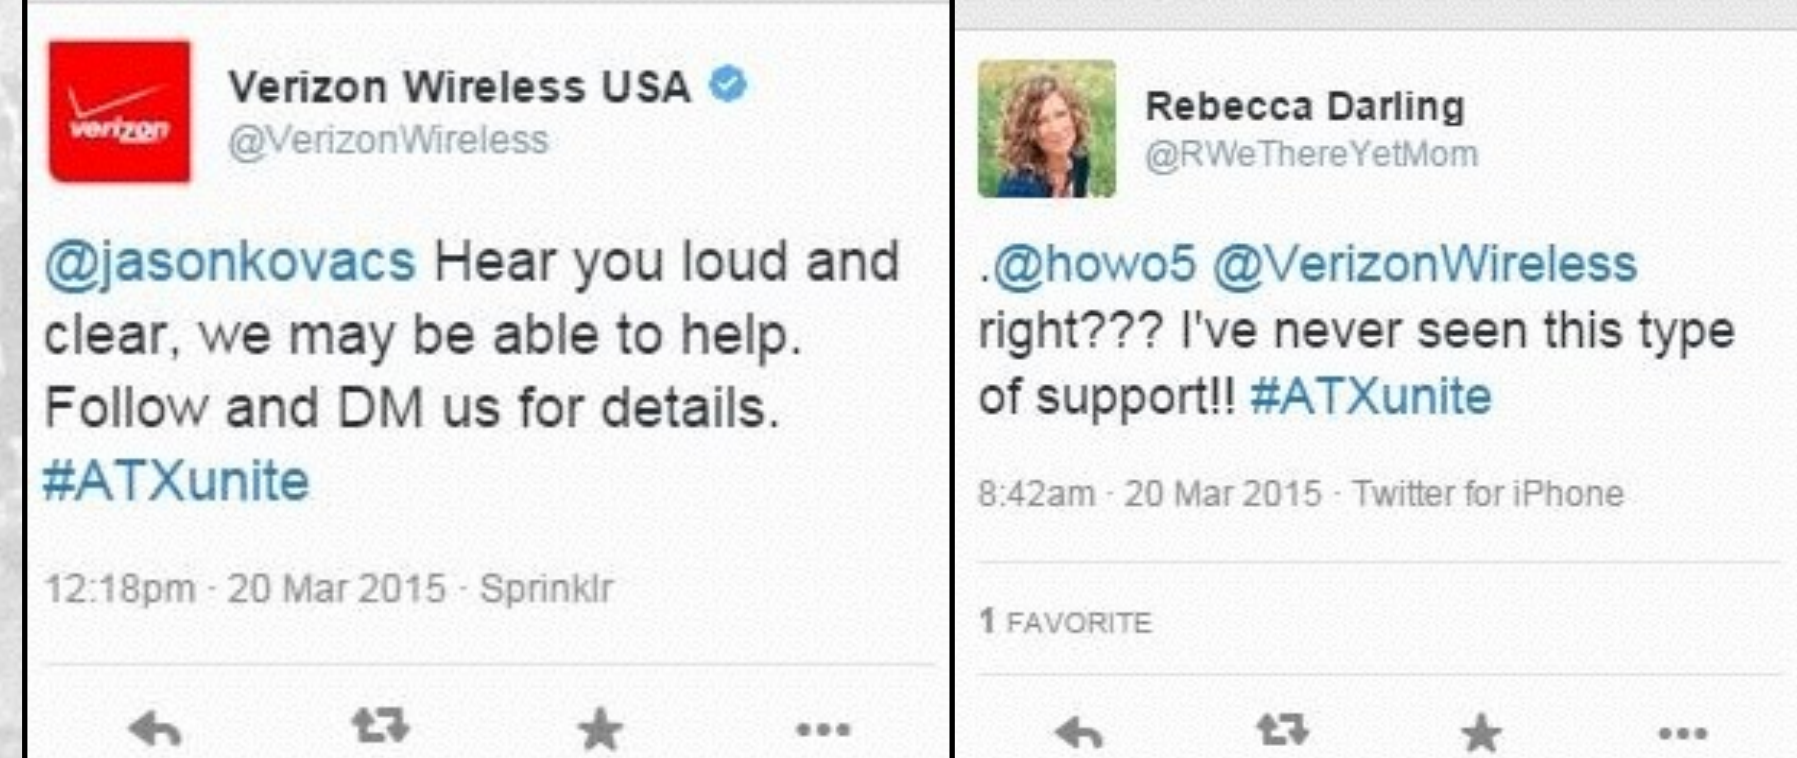 verizon
Verizon Wireless USA
@VerizonWireless
@jasonkovacs Hear you loud and
clear, we may be able to help.
Follow and DM us for details.
#ATXunite
12:18pm · 20 Mar 2015 · Sprinklr
Rebecca Darling
@RWeThereYetMom
.@howo5 @VerizonWireless
right??? I've never seen this type
of support!! #ATXunite
8:42am · 20 Mar 2015 · Twitter for iPhone
1 FAVORITE